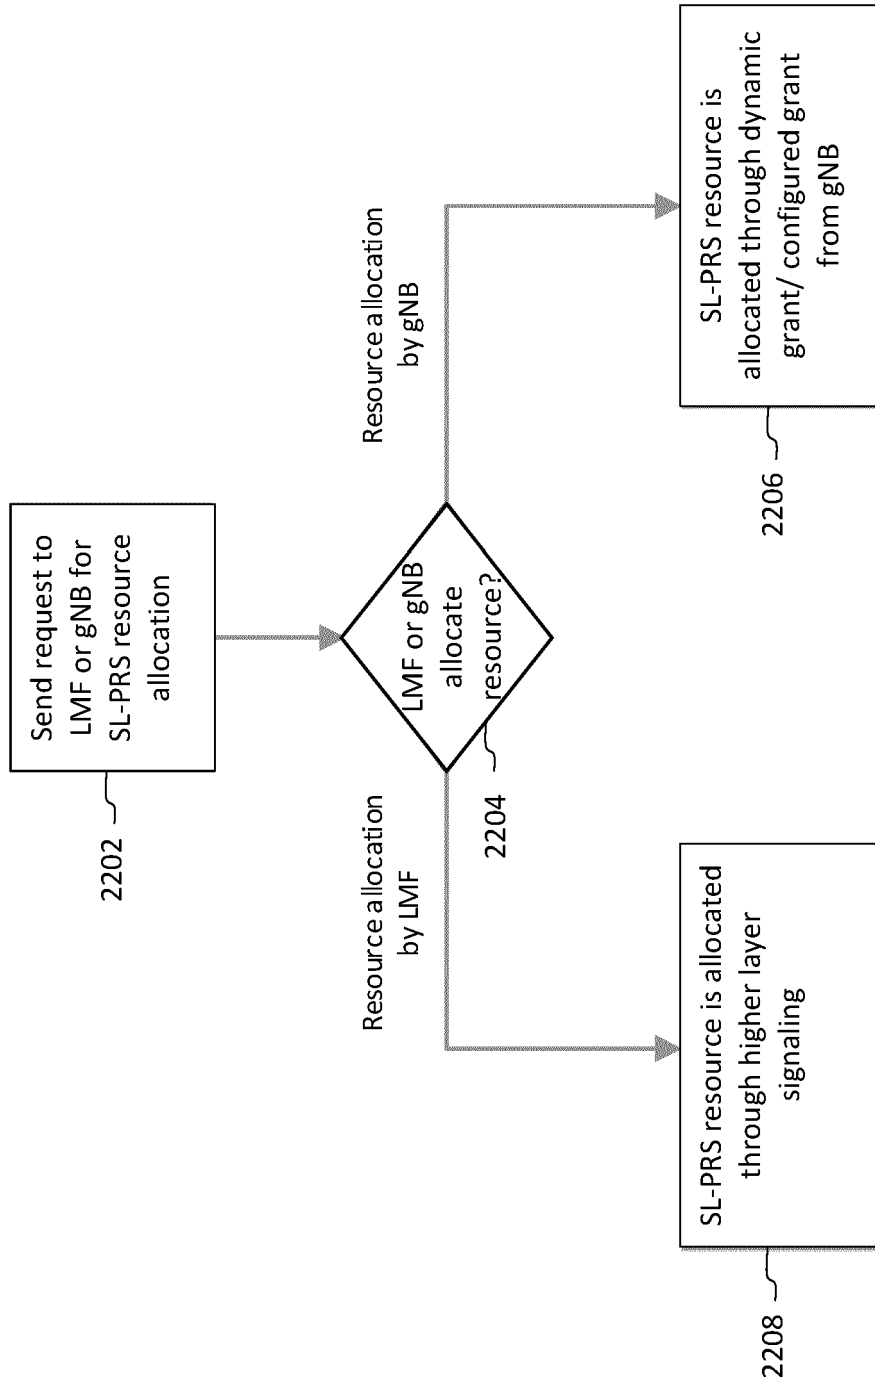 Send request to
LMF or gNB for
SL-PRS resource
allocation
2202
LMF or gNB
allocate
resource?
2204
Resource allocation
by LMF
Resource allocation
by gNB
SL-PRS resource is allocated
through higher layer
signaling
2208
SL-PRS resource is
allocated through dynamic
grant/ configured grant
from gNB
2206